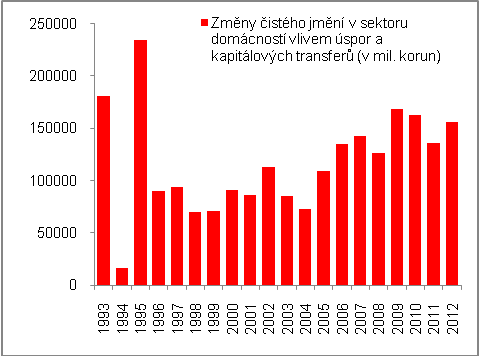 Změny čistého jmění v sektoru
domácností vlivem úspor a
kapitálových transferů (v mil. korun)
250000
200000
150000
100000
50000
0
1993 1994 1995 1996 1997 1998 1999 2000 2001 2002 2003 2004 2005 2006 2007 2008 2009 2010 2011 2012